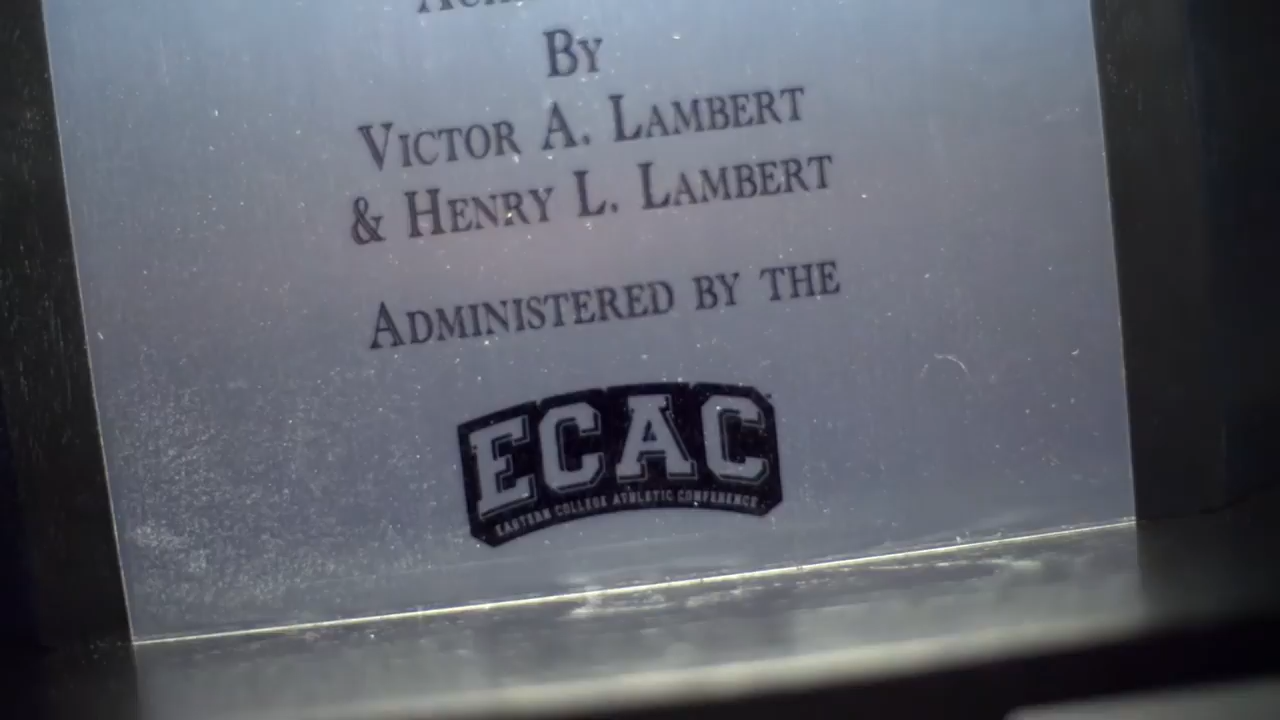 By
Victor A. Lambert
& Henry L. Lambert
Administered by the
ECAC
EASTERN COLLEGE ATHLETIC CONFERENCE